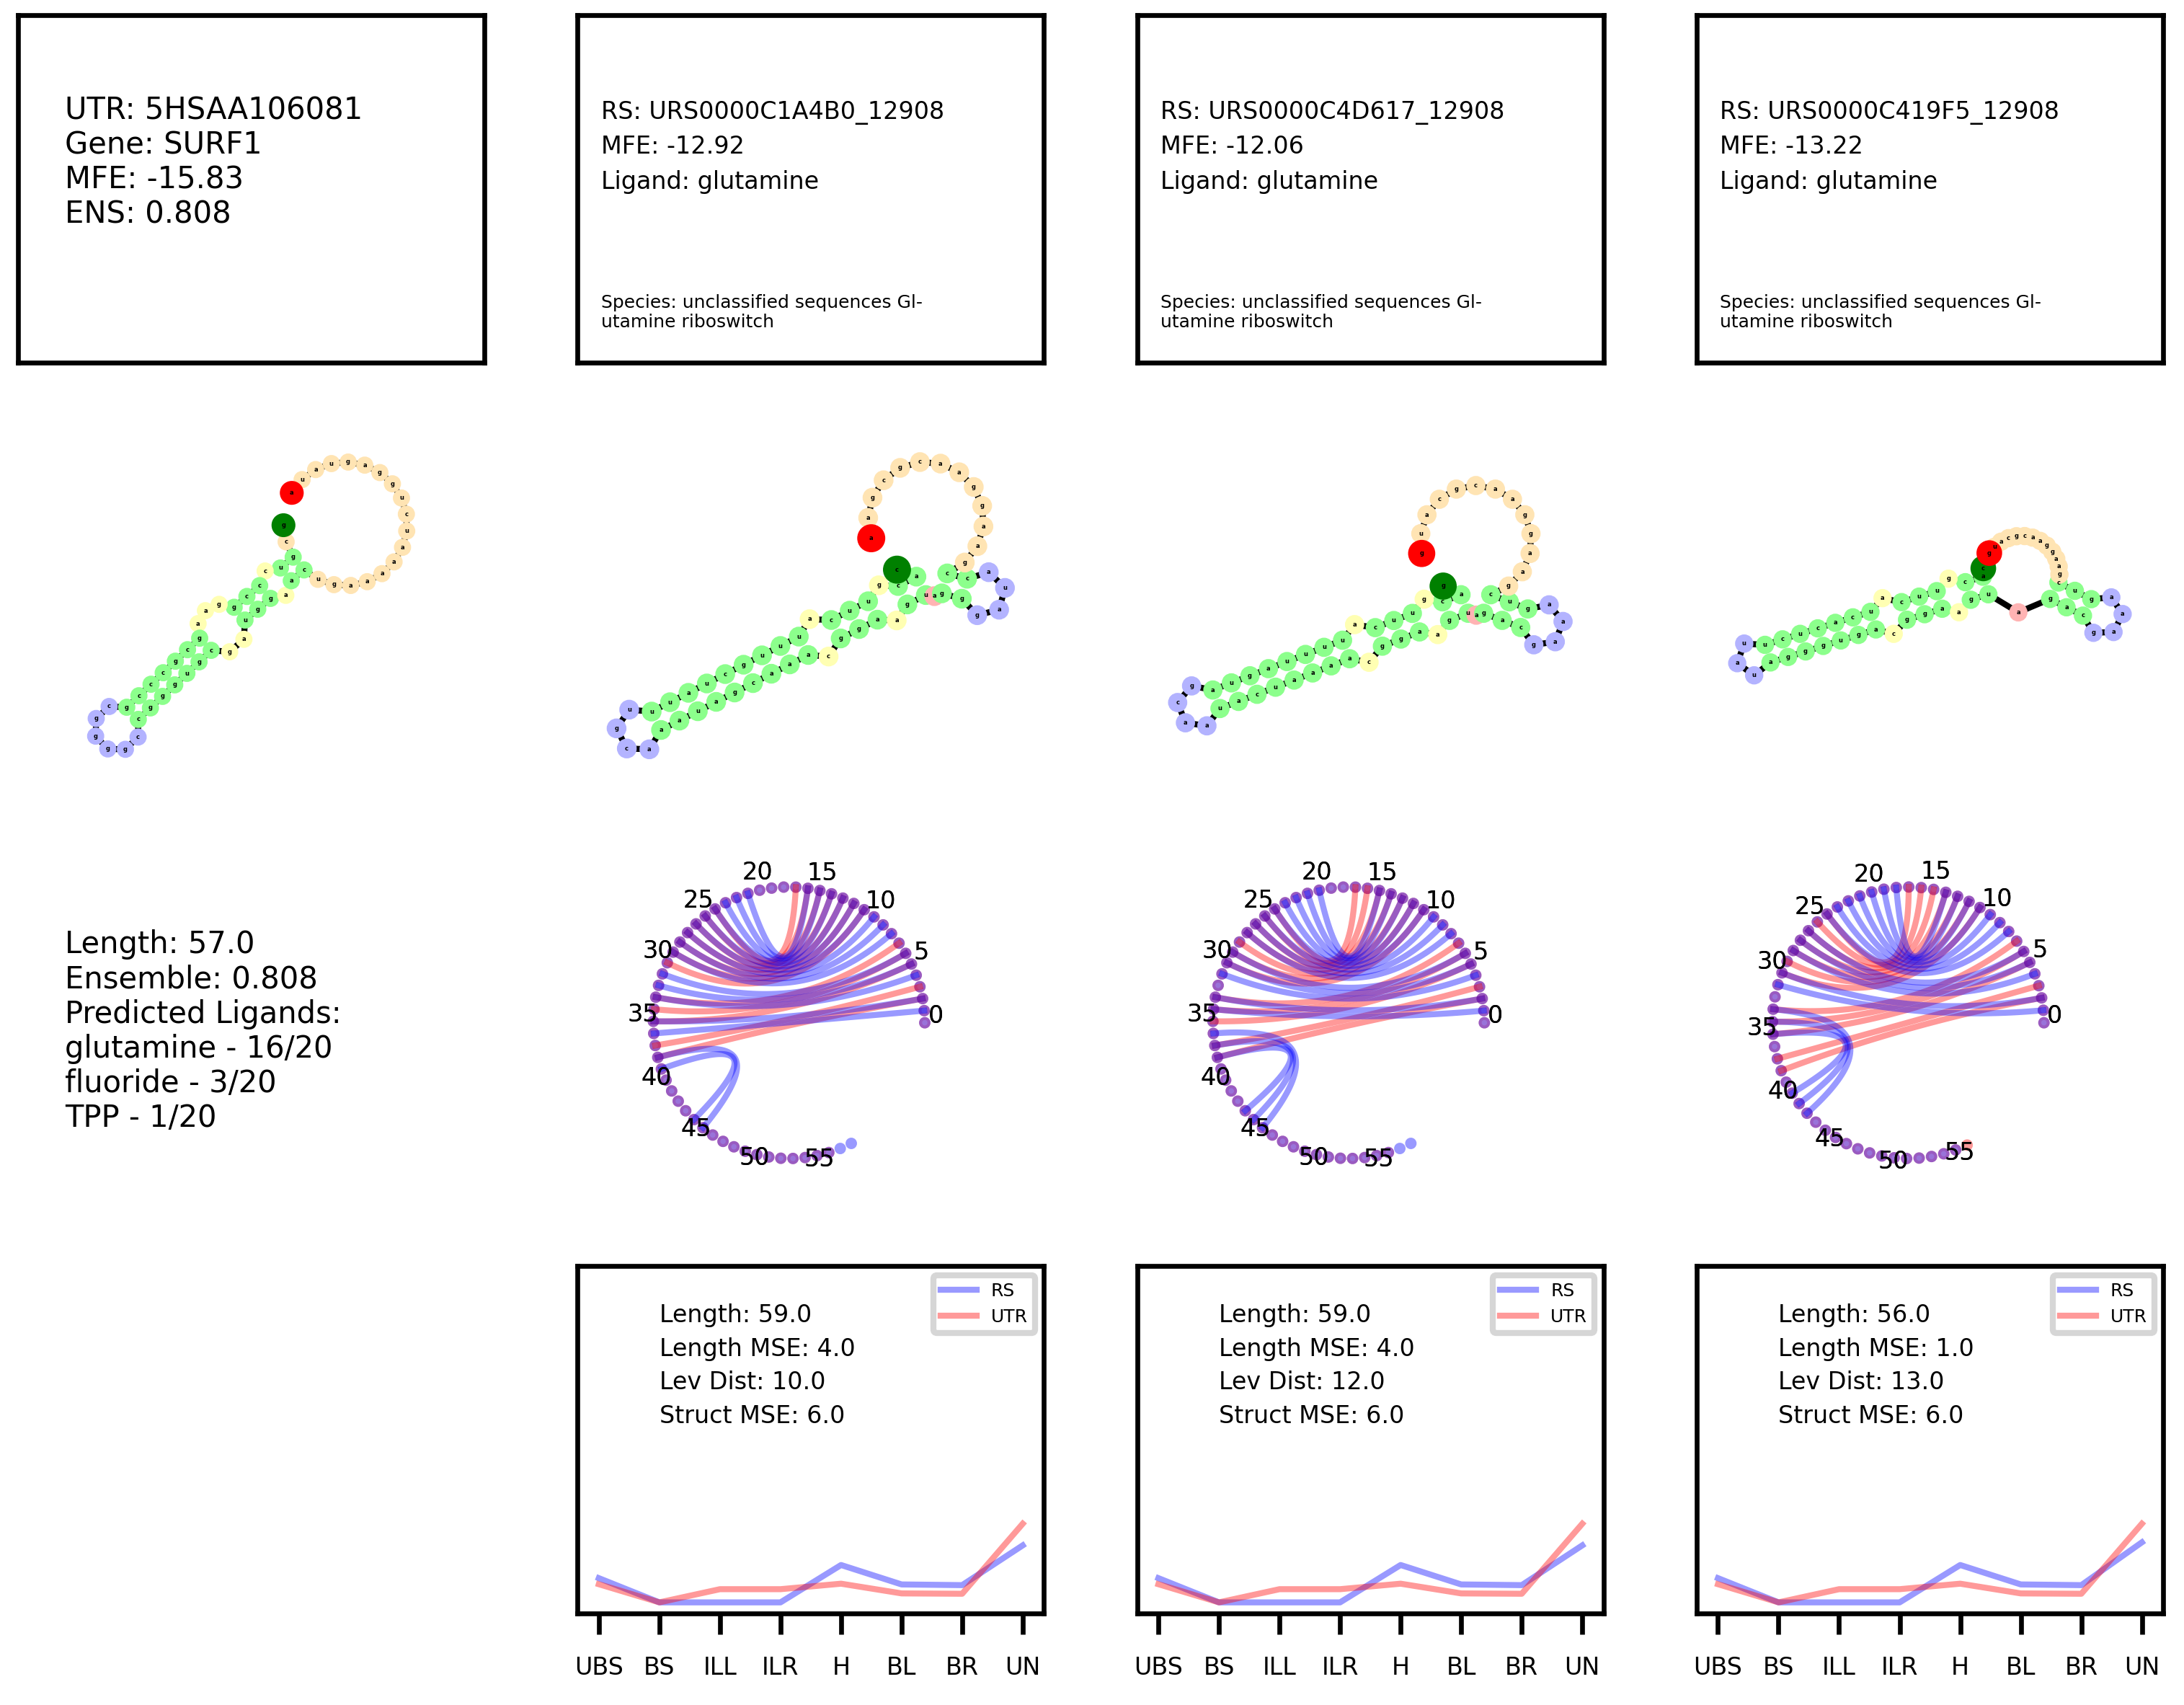 UTR: 5HSAA106081
Gene: SURF1
MFE: -15.83
ENS: 0.808
RS: URS0000C1A4B0_12908
MFE: -12.92
Ligand: glutamine
Species: unclassified sequences Gl-
utamine riboswitch
RS: URS0000C4D617_12908
MFE: -12.06
Ligand: glutamine
Species: unclassified sequences Gl-
utamine riboswitch
RS: URS0000C419F5_12908
MFE: -13.22
Ligand: glutamine
Species: unclassified sequences Gl-
utamine riboswitch
Length: 57.0
Ensemble: 0.808
Predicted Ligands:
glutamine - 16/20
fluoride - 3/20
TPP - 1/20
0
5
10
15
20
25
30
35
40
45
50
55
0
5
10
15
20
25
30
35
40
45
50
55
0
5
10
15
20
25
30
35
40
45
50
55
RS
UTR
Length: 59.0
Length MSE: 4.0
Lev Dist: 10.0
Struct MSE: 6.0
UBS BS ILL ILR H BL BR UN
RS
UTR
Length: 59.0
Length MSE: 4.0
Lev Dist: 12.0
Struct MSE: 6.0
UBS BS ILL ILR H BL BR UN
RS
UTR
Length: 56.0
Length MSE: 1.0
Lev Dist: 13.0
Struct MSE: 6.0
UBS BS ILL ILR H BL BR UN